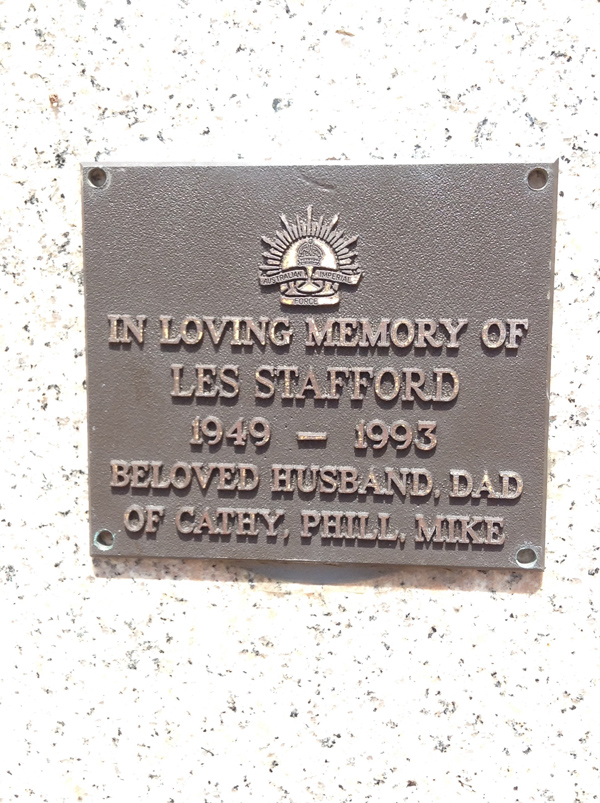 AUSTRALIAN IMPERIAL
FORCE
IN LOVING MEMORY OF
LES STAFFORD
1949 — 1993
BELOVED HUSBAND, DAD
OF CATHY, PHILL, MIKE